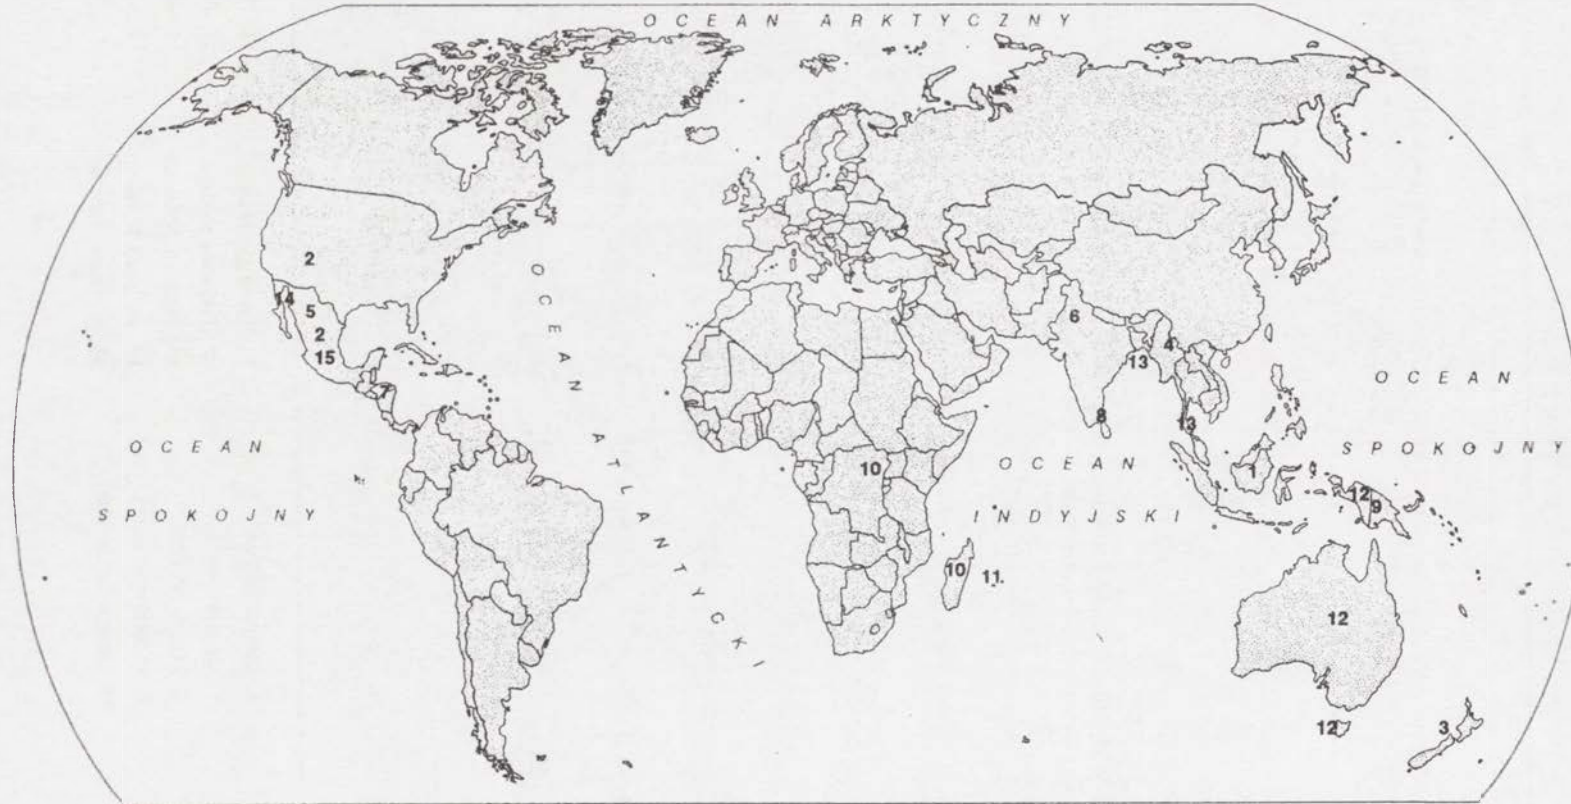 OCEAN ARKTYCZNY
2
OCEAN ATLANTYCKI
14
5
6
2
4
15
13
OCEAN
7
8
13
OCEAN
SPOKOJNY
OCEAN
10
1
12
9
SPOKOJNY
INDYJSKI
10
11.
12
12
3